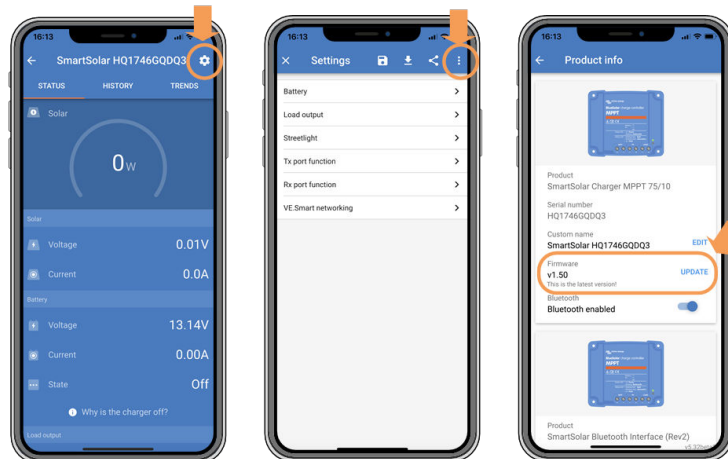 16:13
SmartSolar HQ1746GQDQ3
STATUS HISTORY TRENDS
Solar
0W
Solar
Voltage 0.01V
Current 0.0A
Battery
Voltage 13.14V
Current 0.00A
State Off
Why is the charger off?
Load output
16:13
Settings
Battery
Load output
Streetlight
Tx port function
Rx port function
VE.Smart networking
16:13
Product info
MPPT
Product
SmartSolar Charger MPPT 75/10
Serial number
HQ1746GQDQ3
Custom name
SmartSolar HQ1746GQDQ3 EDIT
Firmware
v1.50 UPDATE
This is the latest version!
Bluetooth
Bluetooth enabled
MPPT
Product
SmartSolar Bluetooth Interface (Rev2)